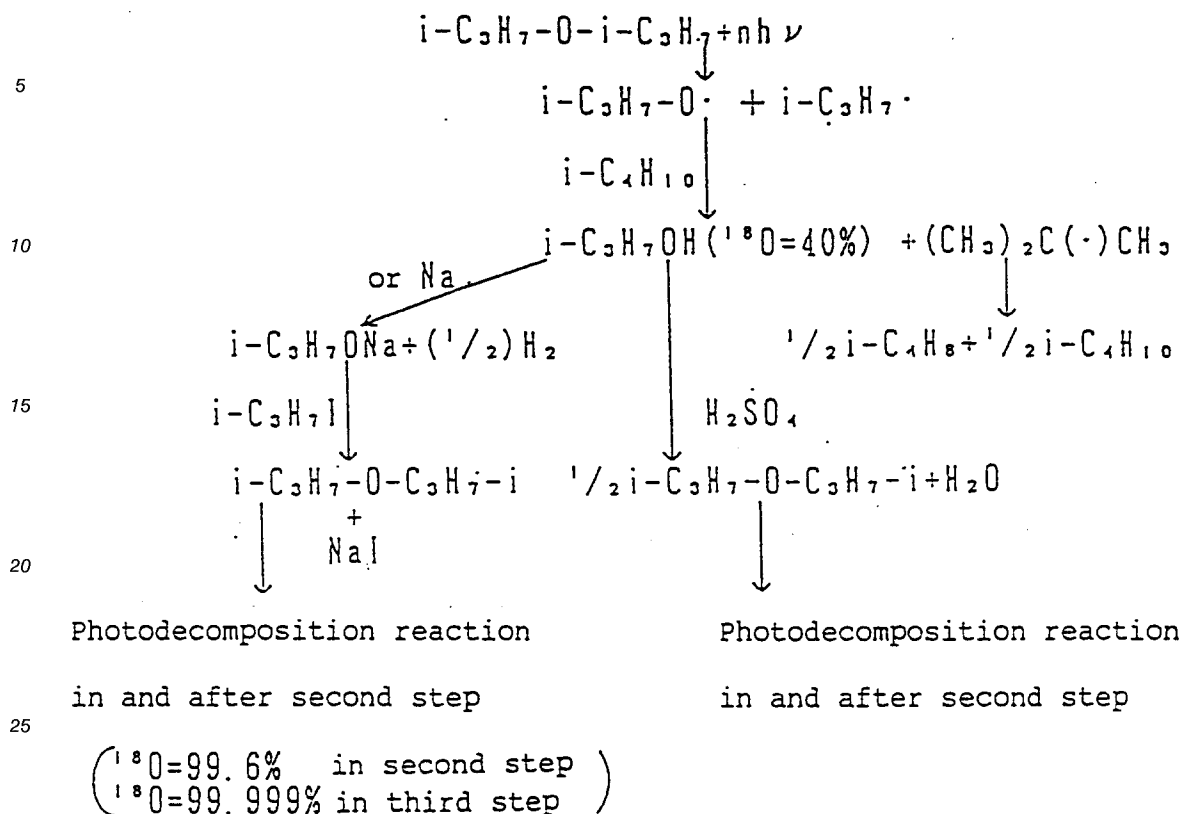 i-C₃H₇-O-i-C₃H₇+nhν
5
i-C₃H₇-O· + i-C₃H₇·
i-C₄H₁₀
10
i-C₃H₇OH(¹⁸O=40%) +(CH₃)₂C(·)CH₃
or Na
i-C₃H₇ONa+(¹/₂)H₂ ¹/₂i-C₄H₈+¹/₂i-C₄H₁₀
15
i-C₃H₇I H₂SO₄
i-C₃H₇-O-C₃H₇-i ¹/₂i-C₃H₇-O-C₃H₇-i+H₂O
+
NaI
20
Photodecomposition reaction Photodecomposition reaction
in and after second step in and after second step
25
(¹⁸O=99.6% in second step
¹⁸O=99.999% in third step)